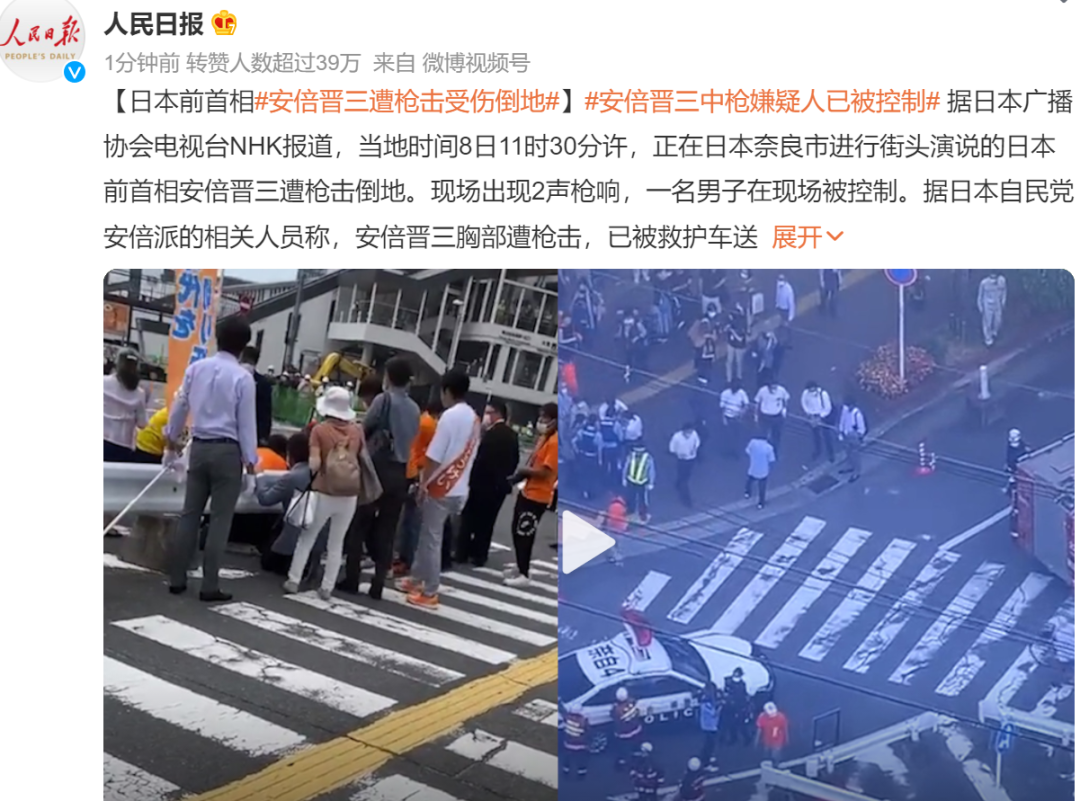 人民日报
PEOPLE'S DAILY
人民日报
1分钟前 转赞人数超过39万 来自 微博视频号
【日本前首相#安倍晋三遭枪击受伤倒地#】#安倍晋三中枪嫌疑人已被控制# 据日本广播
协会电视台NHK报道，当地时间8日11时30分许，正在日本奈良市进行街头演说的日本
前首相安倍晋三遭枪击倒地。现场出现2声枪响，一名男子在现场被控制。据日本自民党
安倍派的相关人员称，安倍晋三胸部遭枪击，已被救护车送 展开
代を
POLICE